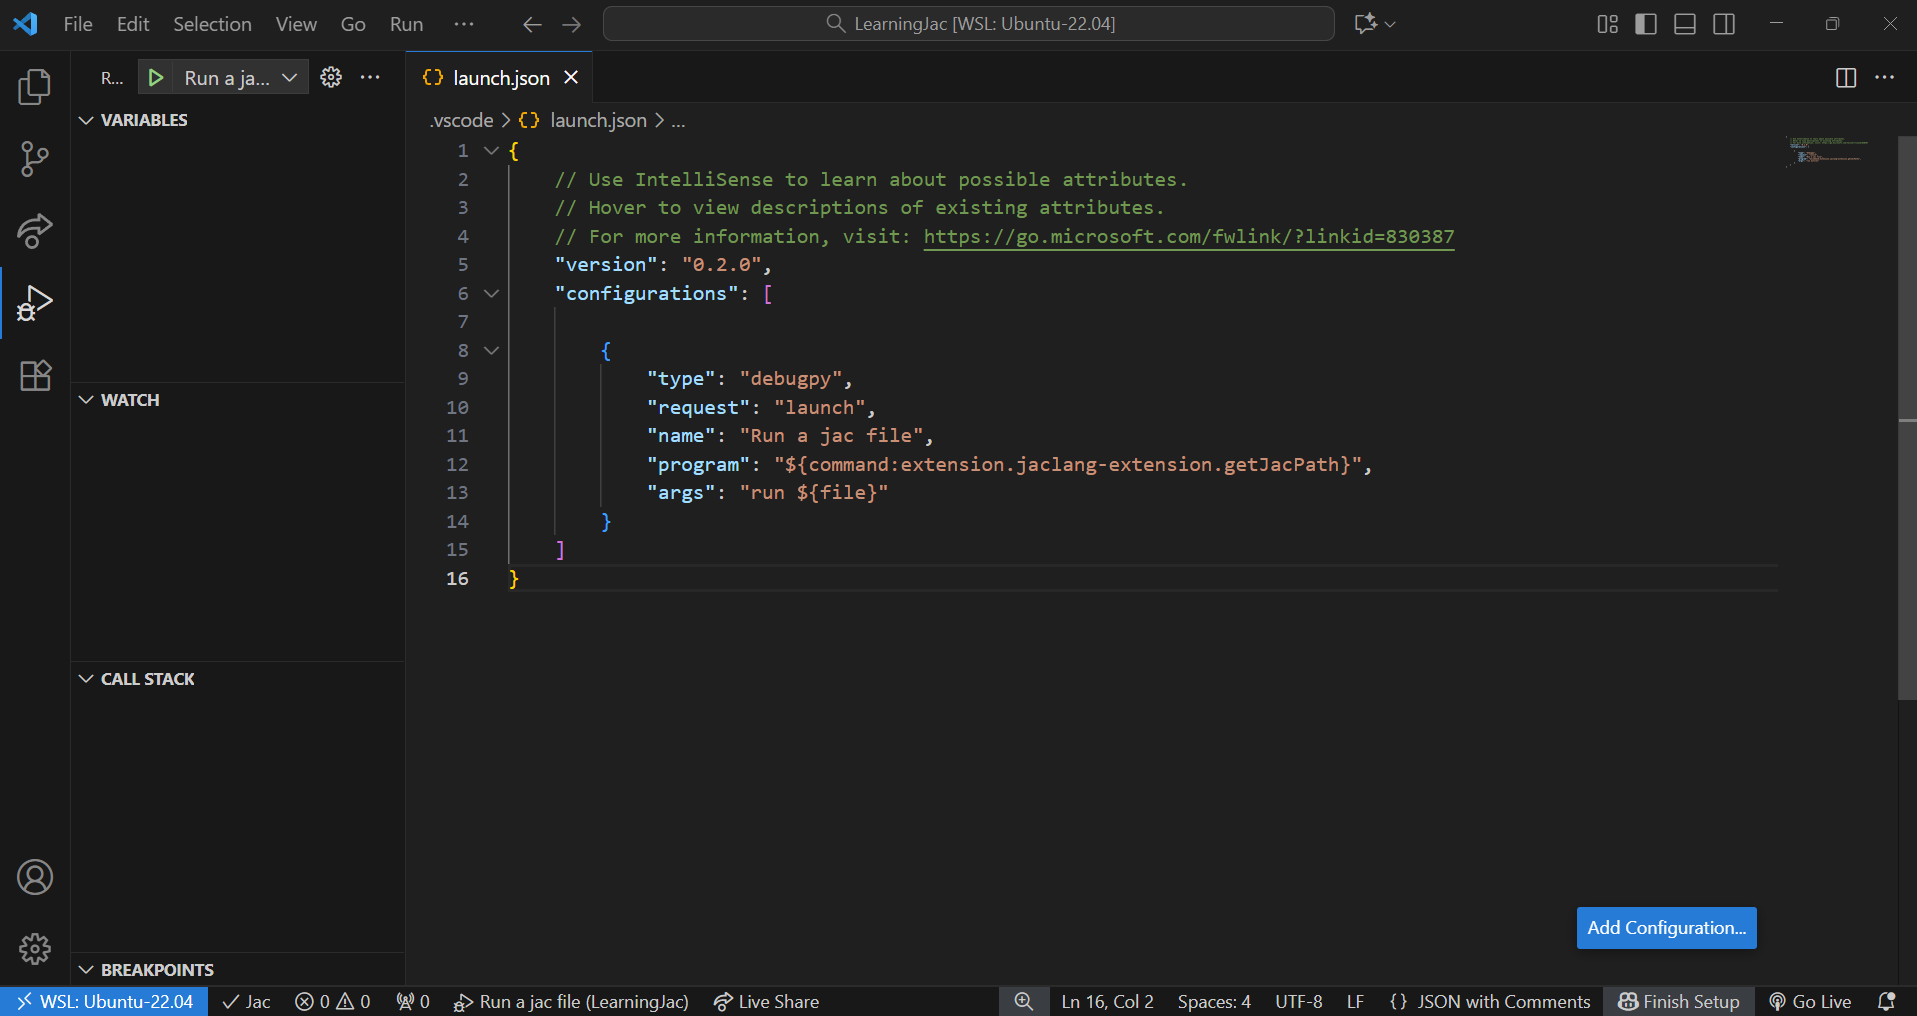 File Edit Selection View Go Run ··· LearningJac [WSL: Ubuntu-22.04]
R... Run a ja... ···
launch.json
VARIABLES
WATCH
CALL STACK
BREAKPOINTS
.vscode > {} launch.json > ...
1 {
2 // Use IntelliSense to learn about possible attributes.
3 // Hover to view descriptions of existing attributes.
4 // For more information, visit: https://go.microsoft.com/fwlink/?linkid=830387
5 "version": "0.2.0",
6 "configurations": [
7
8 {
9 "type": "debugpy",
10 "request": "launch",
11 "name": "Run a jac file",
12 "program": "${command:extension.jaclang-extension.getJacPath}",
13 "args": "run ${file}"
14 }
15 ]
16 }
Add Configuration...
WSL: Ubuntu-22.04 Jac 0 0 0 Run a jac file (LearningJac) Live Share Ln 16, Col 2 Spaces: 4 UTF-8 LF {} JSON with Comments Finish Setup Go Live